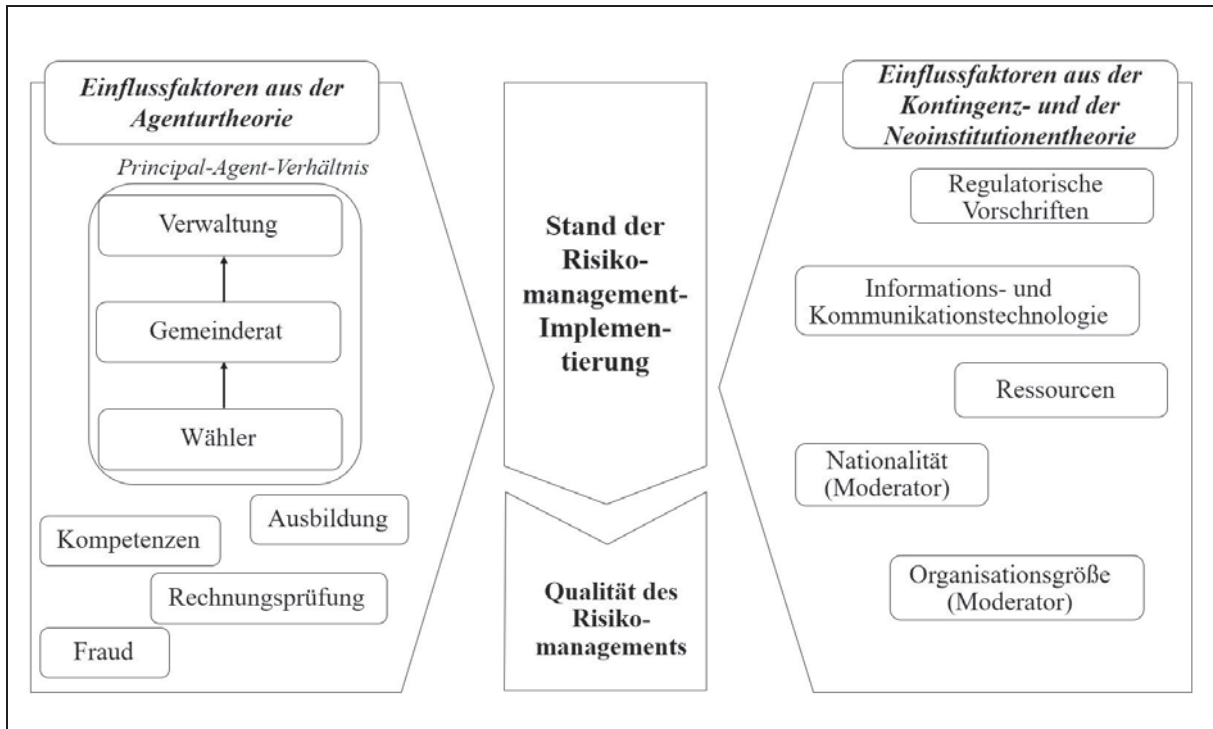 Einflussfaktoren aus der
Agenturtheorie
Principal-Agent-Verhältnis
Verwaltung
Gemeinderat
Wähler
Ausbildung
Kompetenzen
Rechnungsprüfung
Fraud
Stand der
Risiko-
management-
Implemen-
tierung
Qualität des
Risiko-
managements
Einflussfaktoren aus der
Kontingenz- und der
Neoinstitutionentheorie
Regulatorische
Vorschriften
Informations- und
Kommunikationstechnologie
Ressourcen
Nationalität
(Moderator)
Organisationsgröße
(Moderator)